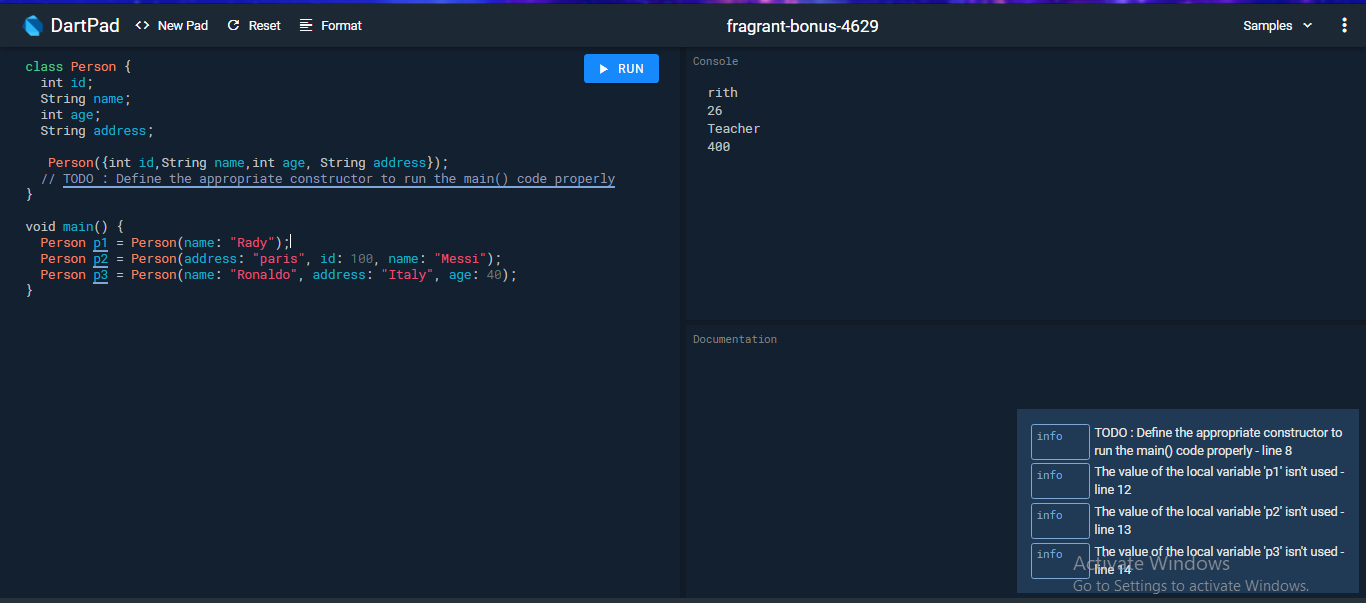 DartPad <> New Pad Reset Format fragrant-bonus-4629 Samples
class Person {
int id;
String name;
int age;
String address;
Person({int id,String name,int age, String address});
// TODO : Define the appropriate constructor to run the main() code properly
}
void main() {
Person p1 = Person(name: "Rady");
Person p2 = Person(address: "paris", id: 100, name: "Messi");
Person p3 = Person(name: "Ronaldo", address: "Italy", age: 40);
}
RUN
Console
rith
26
Teacher
400
Documentation
info TODO : Define the appropriate constructor to
run the main() code properly - line 8
info The value of the local variable 'p1' isn't used -
line 12
info The value of the local variable 'p2' isn't used -
line 13
info The value of the local variable 'p3' isn't used -
line 14
Activate Windows
Go to Settings to activate Windows.